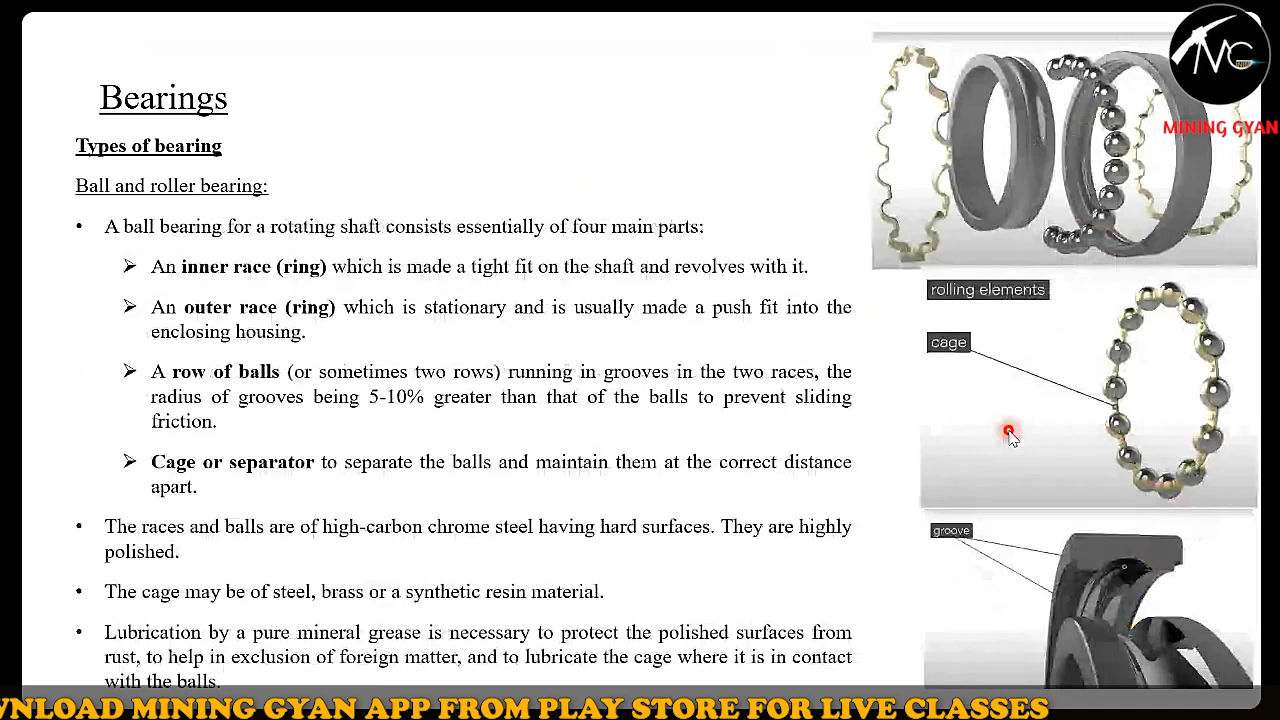 Bearings
Types of bearing
Ball and roller bearing:
• A ball bearing for a rotating shaft consists essentially of four main parts:
➢ An inner race (ring) which is made a tight fit on the shaft and revolves with it.
➢ An outer race (ring) which is stationary and is usually made a push fit into the
enclosing housing.
➢ A row of balls (or sometimes two rows) running in grooves in the two races, the
radius of grooves being 5-10% greater than that of the balls to prevent sliding
friction.
➢ Cage or separator to separate the balls and maintain them at the correct distance
apart.
• The races and balls are of high-carbon chrome steel having hard surfaces. They are highly
polished.
• The cage may be of steel, brass or a synthetic resin material.
• Lubrication by a pure mineral grease is necessary to protect the polished surfaces from
rust, to help in exclusion of foreign matter, and to lubricate the cage where it is in contact
with the balls.
MG
MINING GYAN
rolling elements
cage
groove
WNLOAD MINING GYAN APP FROM PLAY STORE FOR LIVE CLASSES